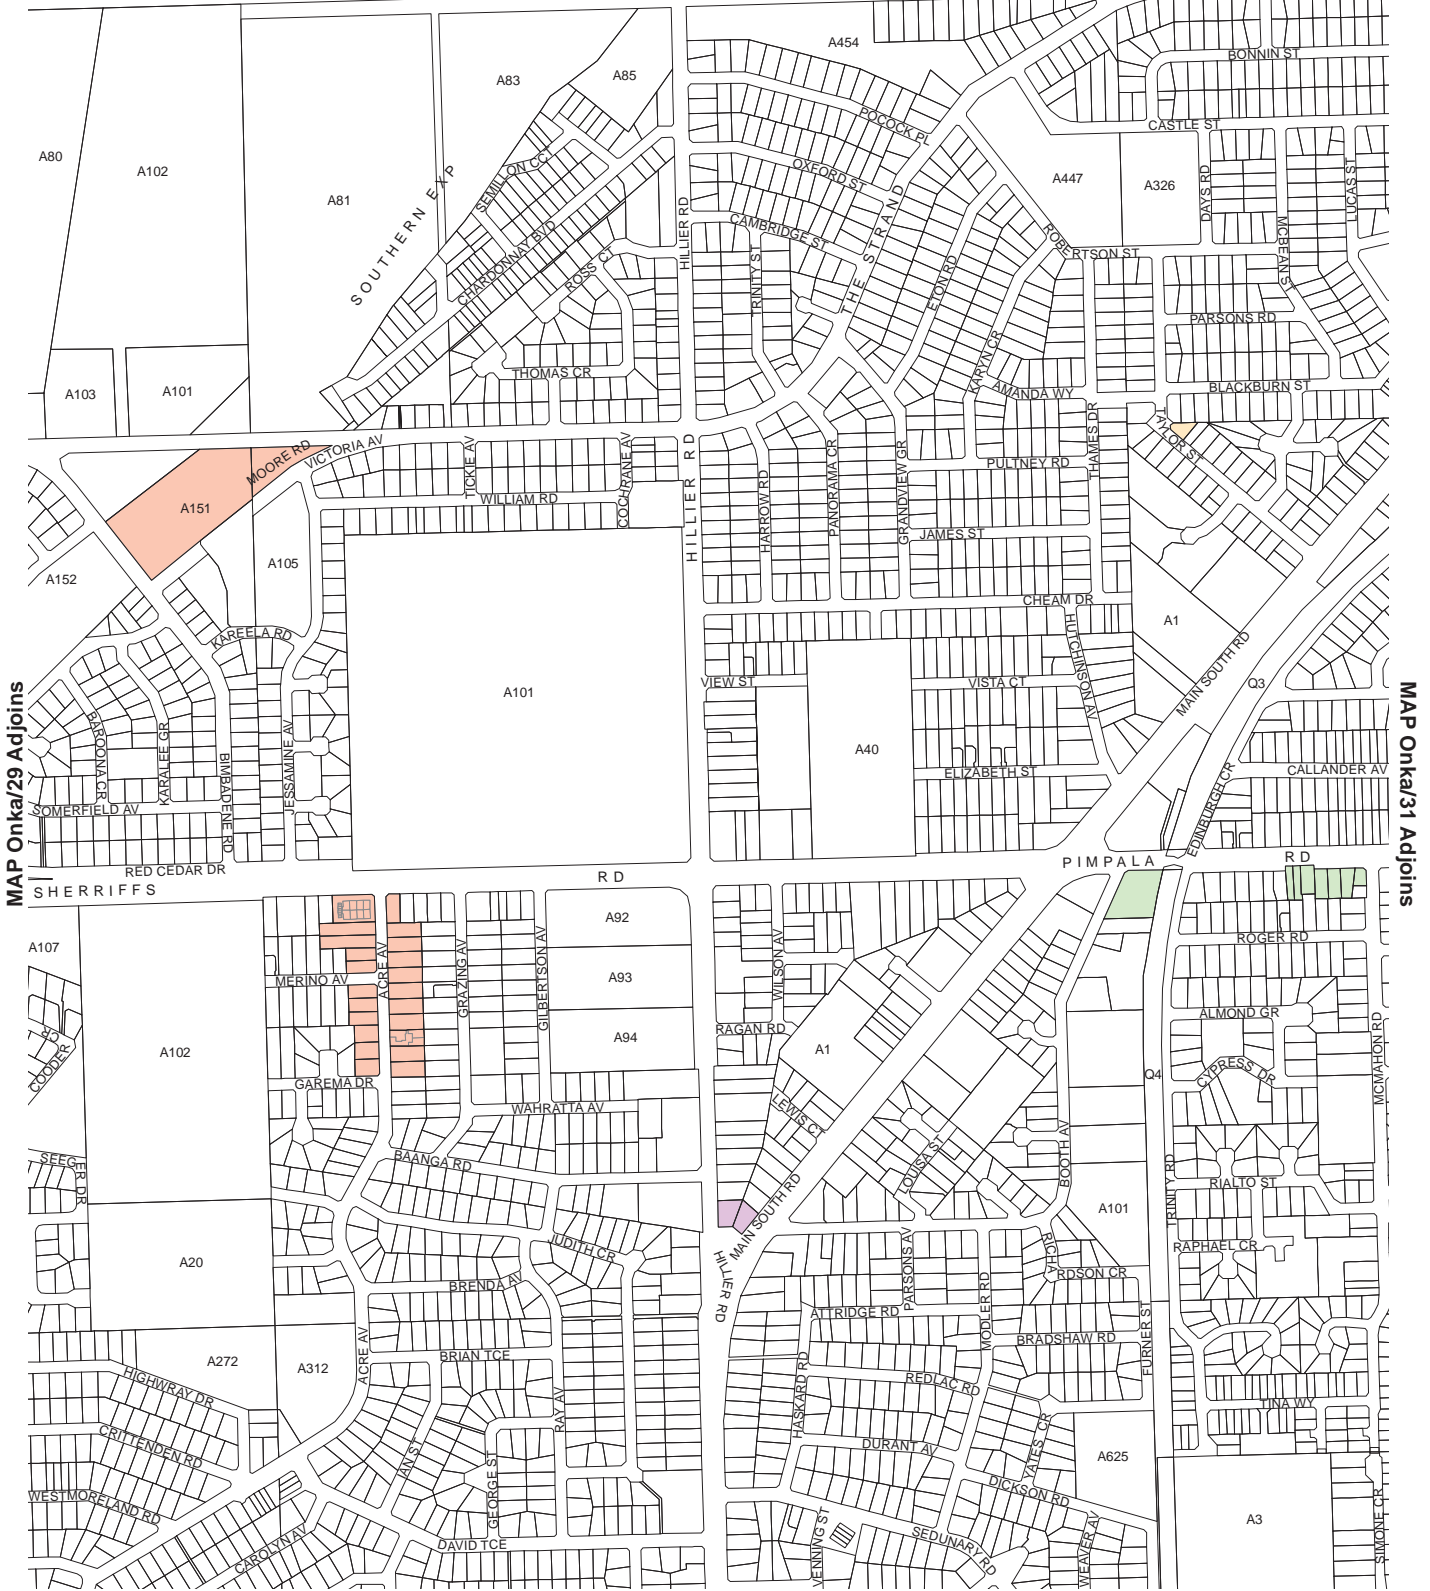 A454
BONNIN ST
A83
A85
POCOCK PL
CASTLE ST
A80
A102
A81
SOUTHERN EXP
SEMILLON CCT
OXFORD ST
A447
A326
DAYS RD
LUCAS ST
CHARDONNAY BVD
ROSS CT
HILLIER RD
CAMBRIDGE ST
TRINITY ST
THE STRAND
ETON RD
ROBERTSON ST
MCBEAN ST
PARSONS RD
KARYN CR
A103
A101
THOMAS CR
AMANDA WY
BLACKBURN ST
MOORE RD
VICTORIA AV
TICKIE AV
COCHRANE AV
HILLIER RD
HARROW RD
PANORAMA CR
GRANDVIEW GR
PULTNEY RD
THAMES DR
TAYLOR ST
A151
WILLIAM RD
JAMES ST
A152
A105
CHEAM DR
HUTCHINSON AV
A1
KAREELA RD
MAIN SOUTH RD
MAP Onka/29 Adjoins
MAP Onka/31 Adjoins
A101
VIEW ST
VISTA CT
Q3
BAROONA CR
KARALEE GR
BIMBADENE RD
JESSAMINE AV
A40
ELIZABETH ST
CALLANDER AV
EDINBURGH CR
SOMERFIELD AV
RED CEDAR DR
SHERRIFFS
RD
PIMPALA
RD
A92
A107
ACRE AV
GRAZING AV
GILBERTSON AV
WILSON AV
ROGER RD
MERINO AV
A93
ALMOND GR
RAGAN RD
A94
A1
COODER CR
A102
GAREMA DR
Q4
CYPRESS DR
MCMAHON RD
WAHRATTA AV
LEWIS CT
LOUISA ST
BOOTH AV
SEEGER DR
BAANGA RD
TRINITY RD
RIALTO ST
A101
MAIN SOUTH RD
HILLIER RD
A20
JUDITH CR
PARSONS AV
RICHARDSON CR
RAPHAEL CR
BRENDA AV
MODLER RD
ATTRIDGE RD
BRADSHAW RD
FURNER ST
ACRE AV
A272
A312
BRIAN TCE
HASKARD RD
REDLAC RD
HIGHWRAY DR
RAY AV
TINA WY
CRITTENDEN RD
IAN ST
DURANT AV
YATES CR
A625
GEORGE ST
DICKSON RD
WESTMORELAND RD
CAROLYN AV
DAVID TCE
VENNING ST
SEDUNARY RD
WEAVER AV
A3
SIMONE CR